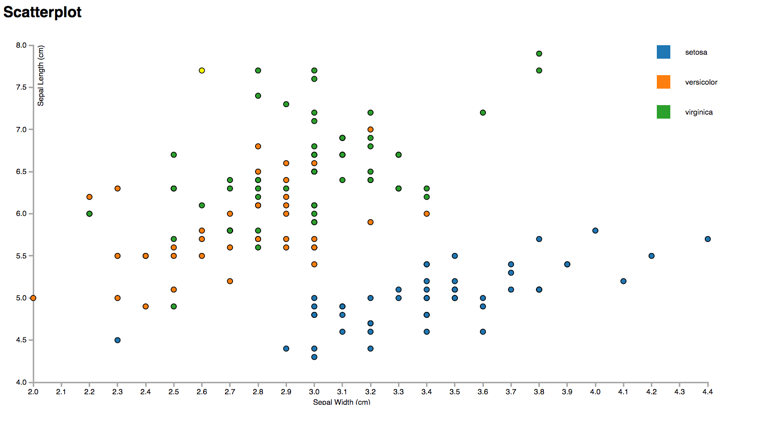 Scatterplot
8.0
Sepal Length (cm)
7.5
7.0
6.5
6.0
5.5
5.0
4.5
4.0
2.0 2.1 2.2 2.3 2.4 2.5 2.6 2.7 2.8 2.9 3.0 3.1 3.2 3.3 3.4 3.5 3.6 3.7 3.8 3.9 4.0 4.1 4.2 4.3 4.4
Sepal Width (cm)
setosa
versicolor
virginica